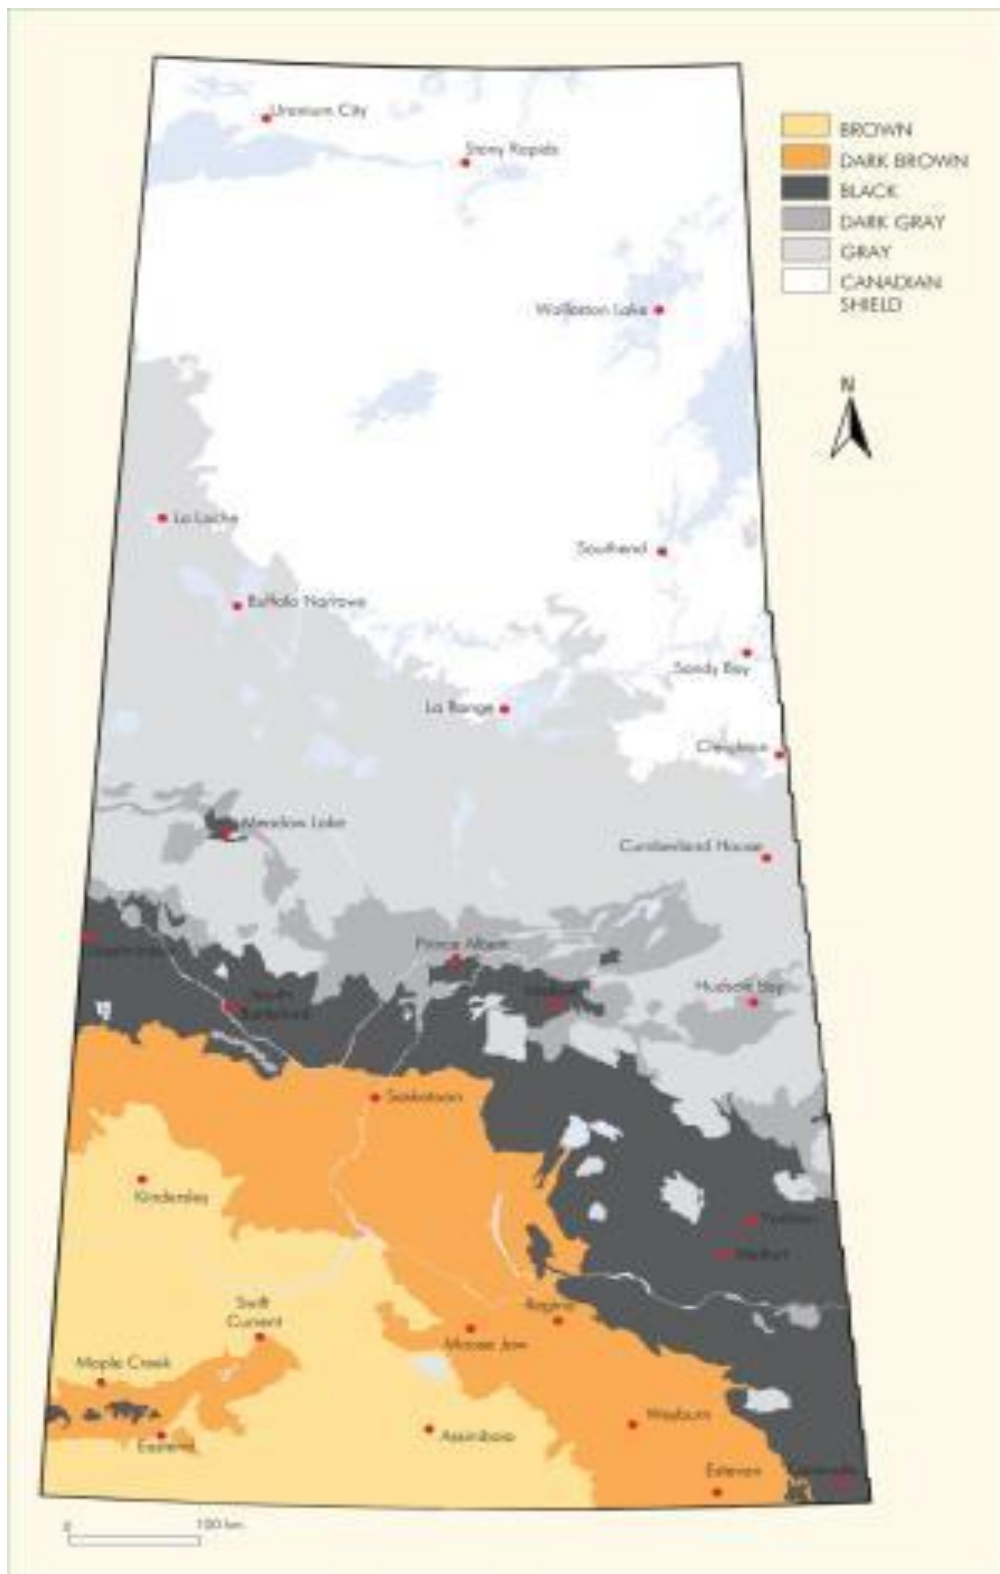 Uranium City
Stony Rapids
BROWN
DARK BROWN
BLACK
DARK GRAY
GRAY
CANADIAN
SHIELD
Wollaston Lake
N
La Loche
Southend
Buffalo Narrows
Sandy Bay
La Ronge
Creighton
Meadow Lake
Cumberland House
Prince Albert
Hudson Bay
North
Battleford
Saskatoon
Kindersley
Yorkton
Melville
Swift
Current
Regina
Moose Jaw
Maple Creek
Weyburn
Assiniboia
Eastend
Estevan
0 100 km